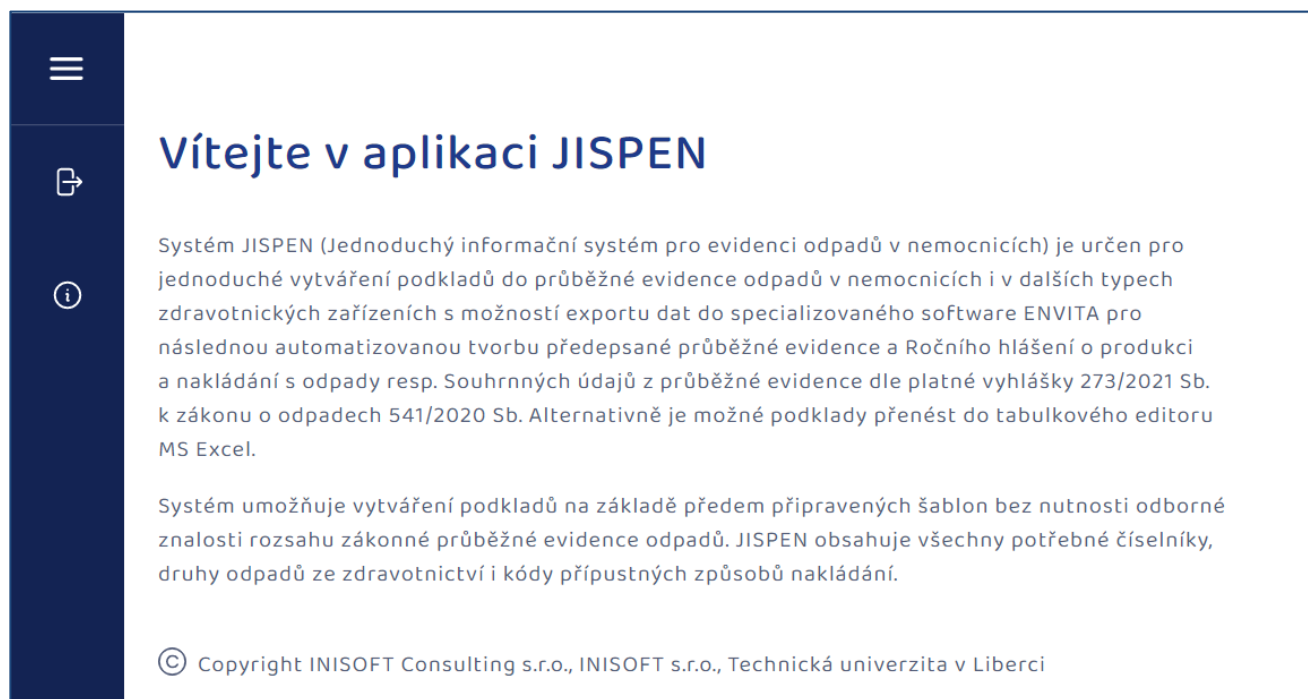 Vítejte v aplikaci JISPEN
Systém JISPEN (Jednoduchý informační systém pro evidenci odpadů v nemocnicích) je určen pro
jednoduché vytváření podkladů do průběžné evidence odpadů v nemocnicích i v dalších typech
zdravotnických zařízeních s možností exportu dat do specializovaného software ENVITA pro
následnou automatizovanou tvorbu předepsané průběžné evidence a Ročního hlášení o produkci
a nakládání s odpady resp. Souhrnných údajů z průběžné evidence dle platné vyhlášky 273/2021 Sb.
k zákonu o odpadech 541/2020 Sb. Alternativně je možné podklady přenést do tabulkového editoru
MS Excel.
Systém umožňuje vytváření podkladů na základě předem připravených šablon bez nutnosti odborné
znalosti rozsahu zákonné průběžné evidence odpadů. JISPEN obsahuje všechny potřebné číselníky,
druhy odpadů ze zdravotnictví i kódy přípustných způsobů nakládání.
© Copyright INISOFT Consulting s.r.o., INISOFT s.r.o., Technická univerzita v Liberci